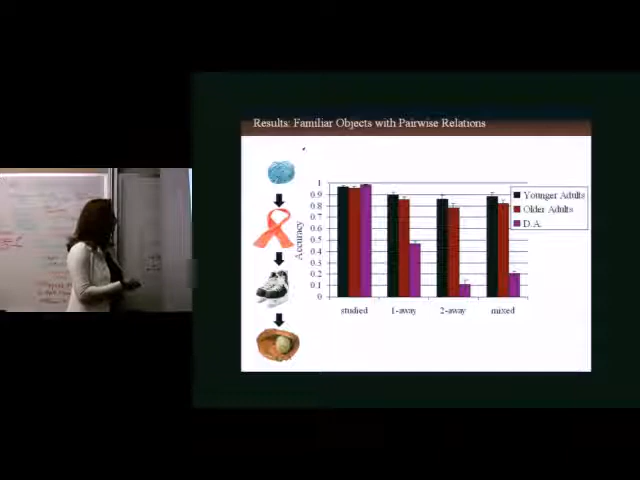 Results: Familiar Objects with Pairwise Relations
1
0.9
0.8
0.7
0.6
0.5
0.4
0.3
0.2
0.1
0
Accuracy
Younger Adults
Older Adults
D.A.
studied 1-away 2-away mixed